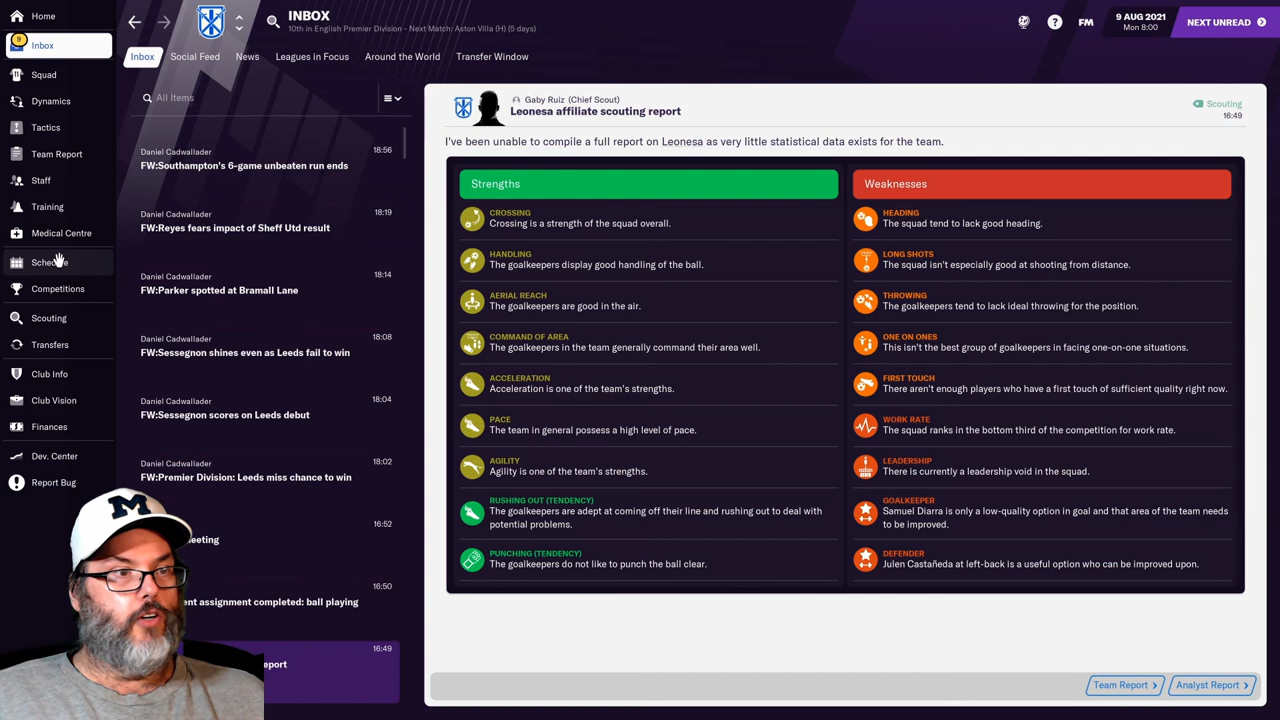 Home
9
Inbox
Squad
Dynamics
Tactics
Team Report
Staff
Training
Medical Centre
Competitions
Scouting
Transfers
Club Info
Club Vision
Finances
Dev. Center
Report Bug
INBOX
10th in English Premier Division - Next Match: Aston Villa (H) (5 days)
FM
9 AUG 2021
Mon 8:00
NEXT UNREAD
Inbox
Social Feed
News
Leagues in Focus
Around the World
Transfer Window
All Items
Daniel Cadwallader 18:56
FW:Southampton's 6-game unbeaten run ends
Daniel Cadwallader 18:19
FW:Reyes fears impact of Sheff Utd result
Daniel Cadwallader 18:14
FW:Parker spotted at Bramall Lane
Daniel Cadwallader 18:08
FW:Sessegnon shines even as Leeds fail to win
Daniel Cadwallader 18:04
FW:Sessegnon scores on Leeds debut
Daniel Cadwallader 18:02
FW:Premier Division: Leeds miss chance to win
16:52
16:50
assignment completed: ball playing
16:49
Gaby Ruiz (Chief Scout)
Leonesa affiliate scouting report
Scouting
16:49
I've been unable to compile a full report on Leonesa as very little statistical data exists for the team.
Strengths
CROSSING
Crossing is a strength of the squad overall.
HANDLING
The goalkeepers display good handling of the ball.
AERIAL REACH
The goalkeepers are good in the air.
COMMAND OF AREA
The goalkeepers in the team generally command their area well.
ACCELERATION
Acceleration is one of the team's strengths.
PACE
The team in general possess a high level of pace.
AGILITY
Agility is one of the team's strengths.
RUSHING OUT (TENDENCY)
The goalkeepers are adept at coming off their line and rushing out to deal with
potential problems.
PUNCHING (TENDENCY)
The goalkeepers do not like to punch the ball clear.
Weaknesses
HEADING
The squad tend to lack good heading.
LONG SHOTS
The squad isn't especially good at shooting from distance.
THROWING
The goalkeepers tend to lack ideal throwing for the position.
ONE ON ONES
This isn't the best group of goalkeepers in facing one-on-one situations.
FIRST TOUCH
There aren't enough players who have a first touch of sufficient quality right now.
WORK RATE
The squad ranks in the bottom third of the competition for work rate.
LEADERSHIP
There is currently a leadership void in the squad.
GOALKEEPER
Samuel Diarra is only a low-quality option in goal and that area of the team needs
to be improved.
DEFENDER
Julen Castañeda at left-back is a useful option who can be improved upon.
Team Report
Analyst Report
M